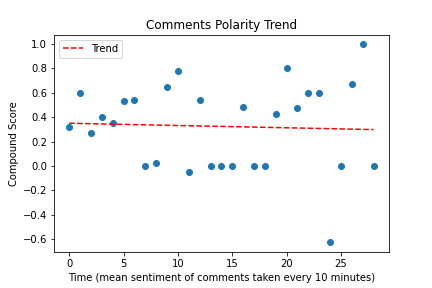 Comments Polarity Trend
Trend
1.0
0.8
0.6
0.4
0.2
0.0
−0.2
−0.4
−0.6
Compound Score
0 5 10 15 20 25
Time (mean sentiment of comments taken every 10 minutes)